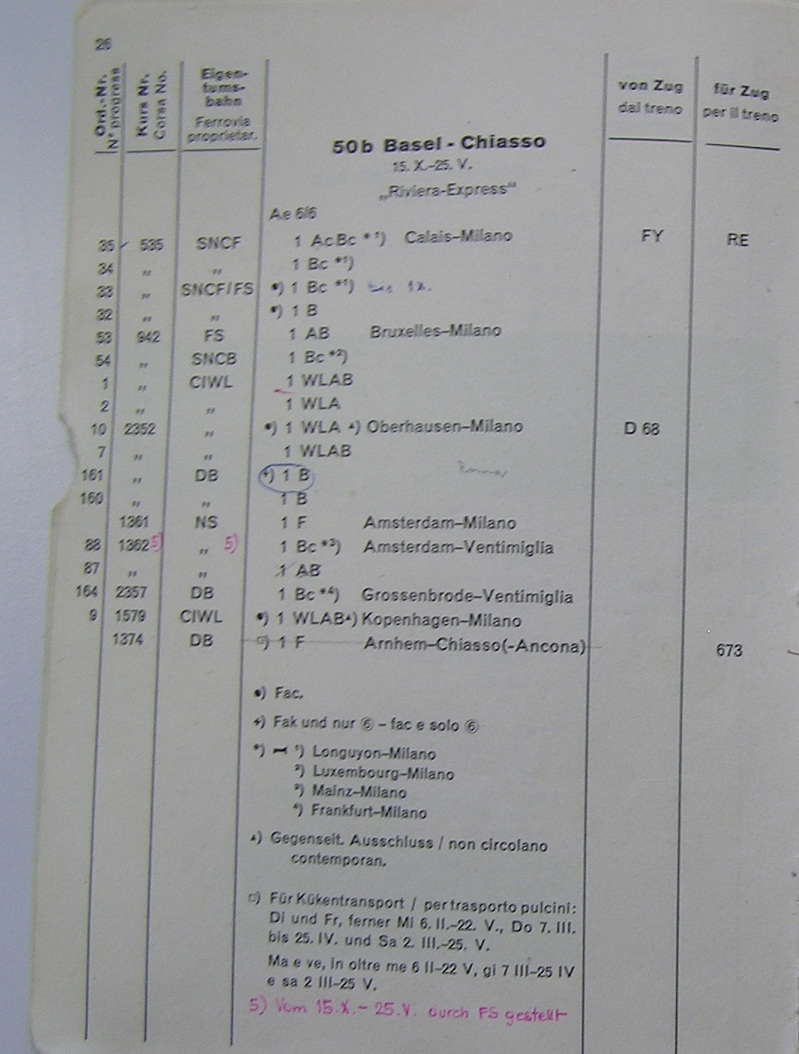 26
Ord.-Nr. Nº progress
Kurs Nr. Corsa No.
Eigen-
tums-
bahn
Ferrovia
proprietar.
von Zug
dal treno
für Zug
per il treno
50b Basel - Chiasso
15. X.-25. V.
„Riviera-Express"
Ae 6/6
35 535 SNCF 1 AcBc *¹) Calais–Milano FY RE
34 „ „ 1 Bc *¹)
33 „ SNCF/FS •) 1 Bc *¹) bis IX.
32 „ „ •) 1 B
53 942 FS 1 AB Bruxelles–Milano
54 „ SNCB 1 Bc *²)
1 „ CIWL 1 WLAB
2 „ „ 1 WLA
10 2352 „ •) 1 WLA ▴) Oberhausen–Milano D 68
7 „ „ 1 WLAB
161 „ DB +) 1 B
160 „ „ 1 B
1361 NS 1 F Amsterdam–Milano
88 1362 5) „ 5) 1 Bc *³) Amsterdam–Ventimiglia
87 „ „ 1 AB
164 2357 DB 1 Bc *⁴) Grossenbrode–Ventimiglia
9 1579 CIWL •) 1 WLAB▴) Kopenhagen–Milano
1374 DB □) 1 F Arnhem–Chiasso(-Ancona) 673
•) Fac.
+) Fak und nur ⑥ – fac e solo ⑥
*) ¹) Longuyon–Milano
²) Luxembourg–Milano
³) Mainz–Milano
⁴) Frankfurt–Milano
▴) Gegenseit. Ausschluss / non circolano
contemporan.
□) Für Kükentransport / per trasporto pulcini:
Di und Fr, ferner Mi 6. II.–22. V., Do 7. III.
bis 25. IV. und Sa 2. III.–25. V.
Ma e ve, in oltre me 6 II–22 V, gi 7 III–25 IV
e sa 2 III–25 V.
5) Vom 15.X.– 25.V. durch FS gestellt